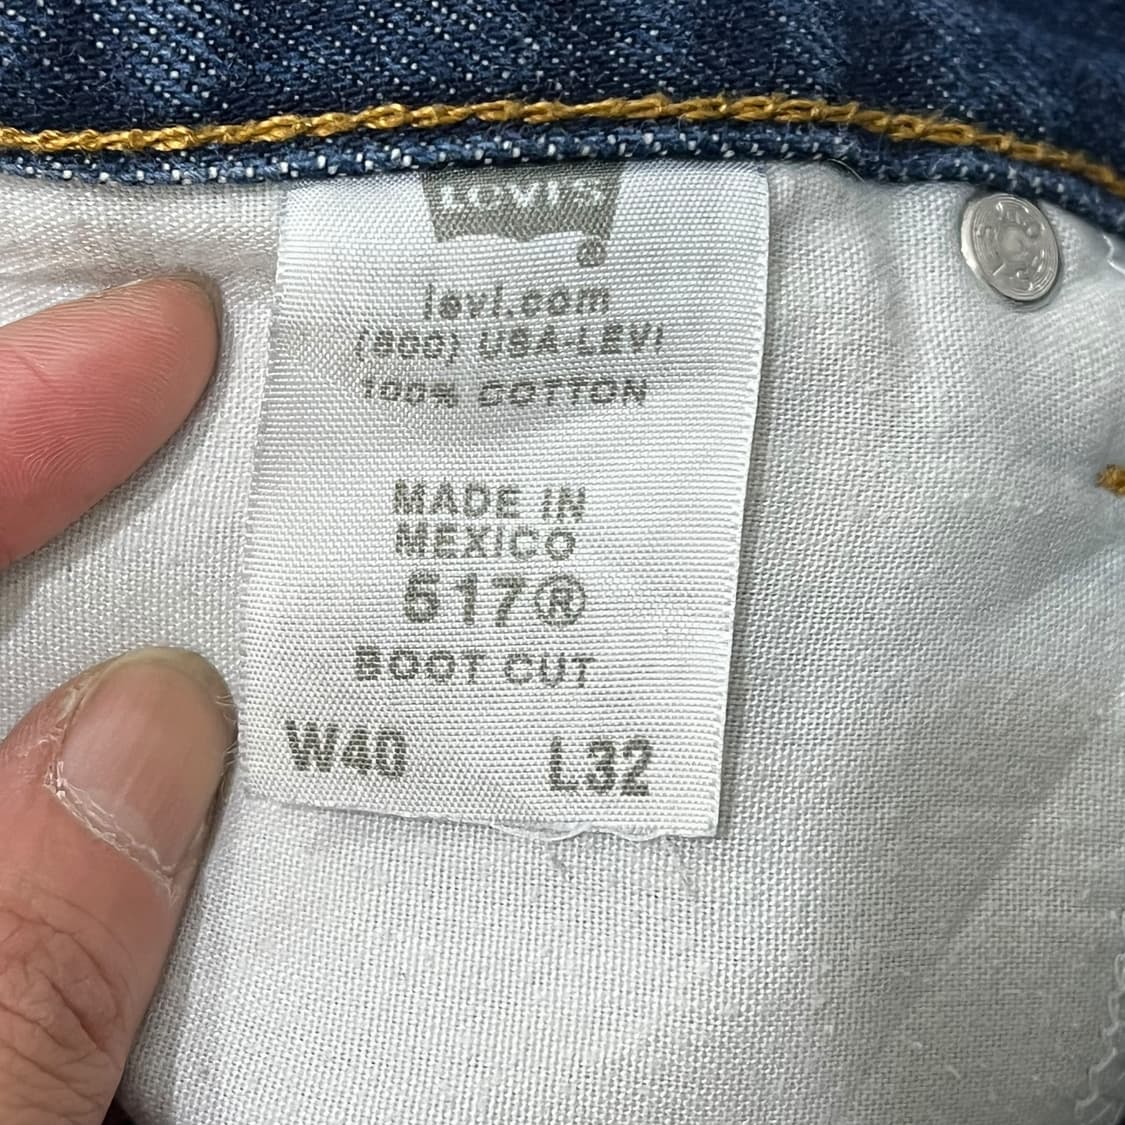 LEVI'S
®
levi.com
(800) USA-LEVI
100% COTTON
MADE IN
MEXICO
517®
BOOT CUT
W40 L32